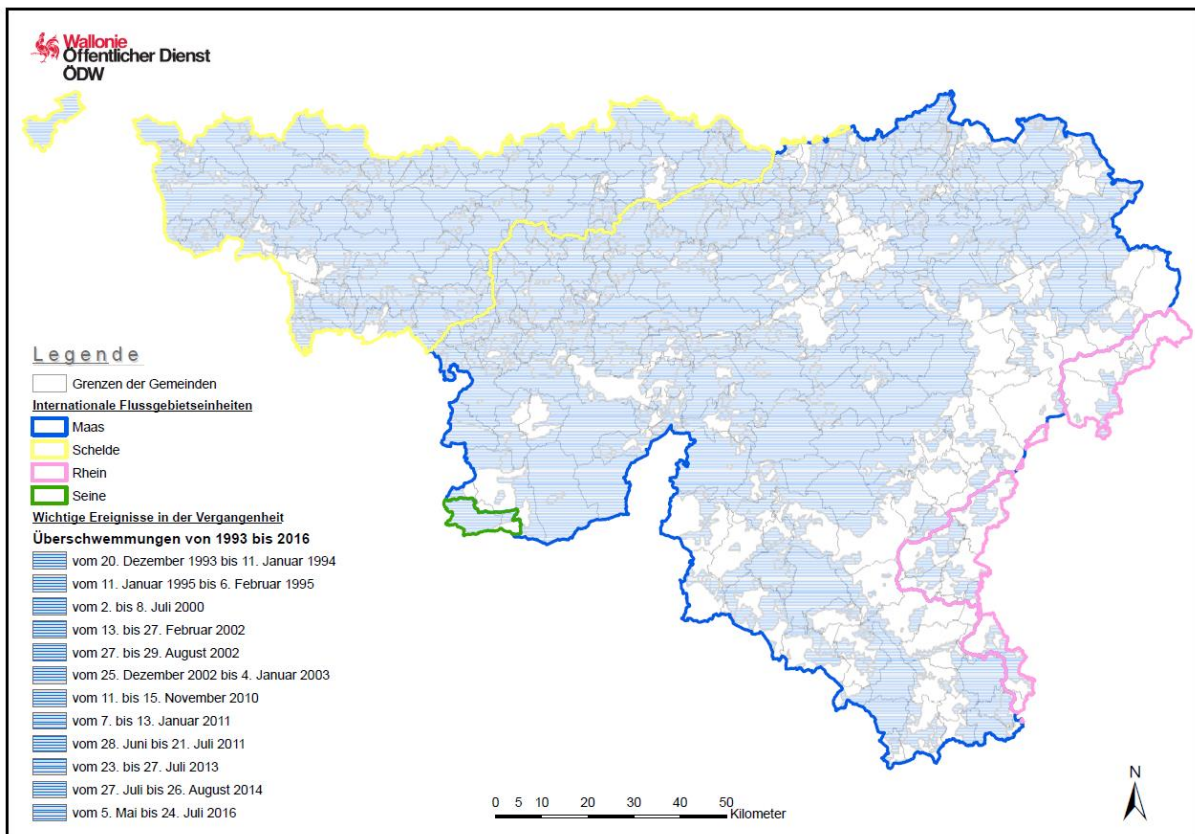 Wallonie
Öffentlicher Dienst
ÖDW
Legende
Grenzen der Gemeinden
Internationale Flussgebietseinheiten
Maas
Schelde
Rhein
Seine
Wichtige Ereignisse in der Vergangenheit
Überschwemmungen von 1993 bis 2016
vom 20. Dezember 1993 bis 11. Januar 1994
vom 11. Januar 1995 bis 6. Februar 1995
vom 2. bis 8. Juli 2000
vom 13. bis 27. Februar 2002
vom 27. bis 29. August 2002
vom 25. Dezember 2002 bis 4. Januar 2003
vom 11. bis 15. November 2010
vom 7. bis 13. Januar 2011
vom 28. Juni bis 21. Juli 2011
vom 23. bis 27. Juli 2013
vom 27. Juli bis 26. August 2014
vom 5. Mai bis 24. Juli 2016
0 5 10 20 30 40 50
Kilometer
N